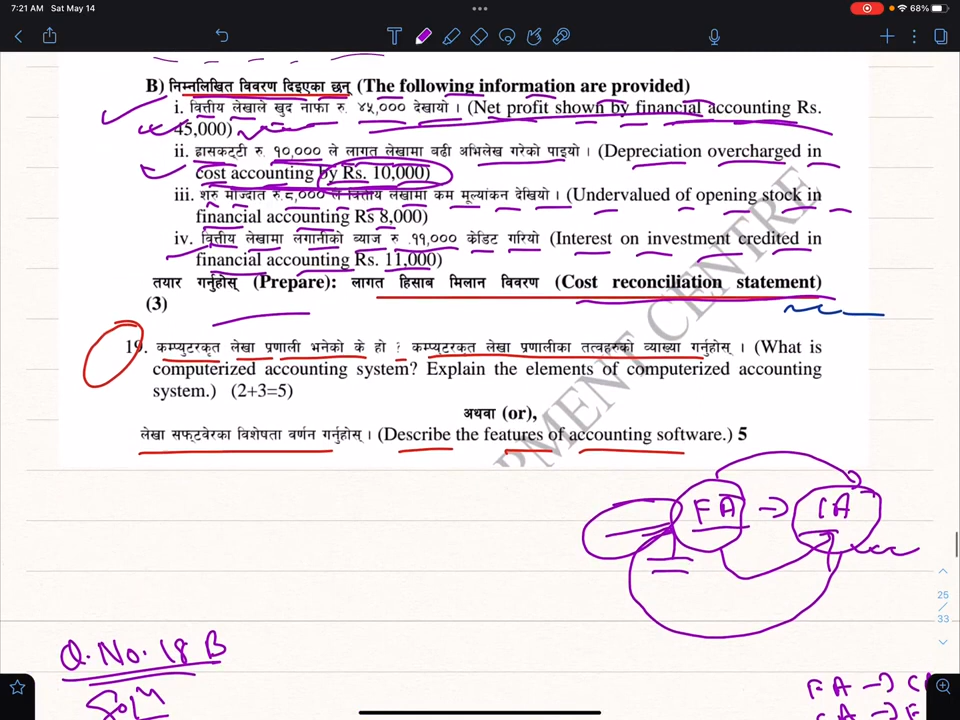 7:21 AM Sat May 14
68%
B) निम्नलिखित विवरण दिइएका छन् (The following information are provided)
i. वित्तीय लेखाले खुद नाफा रु. ४५,००० देखायो । (Net profit shown by financial accounting Rs.
45,000)
ii. ह्रासकट्टी रु. १०,००० ले लागत लेखामा बढी अभिलेख गरेको पाइयो । (Depreciation overcharged in
cost accounting by Rs. 10,000)
iii. शुरु मौज्दात रु.८,००० ले वित्तीय लेखामा कम मूल्यांकन देखियो । (Undervalued of opening stock in
financial accounting Rs 8,000)
iv. वित्तीय लेखामा लगानीको व्याज रु ११,००० केडिट गरियो (Interest on investment credited in
financial accounting Rs. 11,000)
तयार गर्नुहोस् (Prepare): लागत हिसाब मिलान विवरण (Cost reconciliation statement)
(3)
19. कम्प्युटरकृत लेखा प्रणाली भनेको के हो ? कम्प्युटरकृत लेखा प्रणालीका तत्वहरुको व्याख्या गर्नुहोस् । (What is
computerized accounting system? Explain the elements of computerized accounting
system.) (2+3=5)
अथवा (or),
लेखा सफ्टवेरका विशेषता वर्णन गर्नुहोस् । (Describe the features of accounting software.) 5
FA → CA
25
/
33
Q. No. 18 B
Solⁿ
FA → C
CA → F